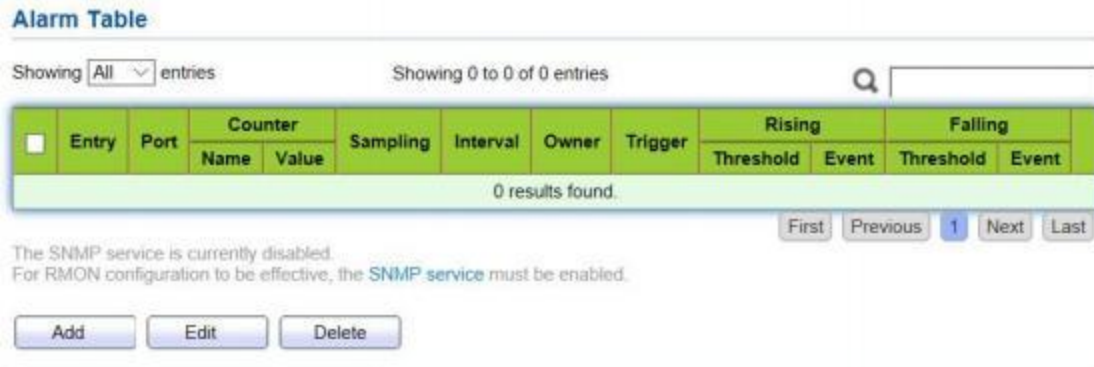 Alarm Table
Showing All entries
Showing 0 to 0 of 0 entries
Entry Port Counter Sampling Interval Owner Trigger Rising Falling
Name Value Threshold Event Threshold Event
0 results found.
First Previous 1 Next Last
The SNMP service is currently disabled.
For RMON configuration to be effective, the SNMP service must be enabled.
Add Edit Delete